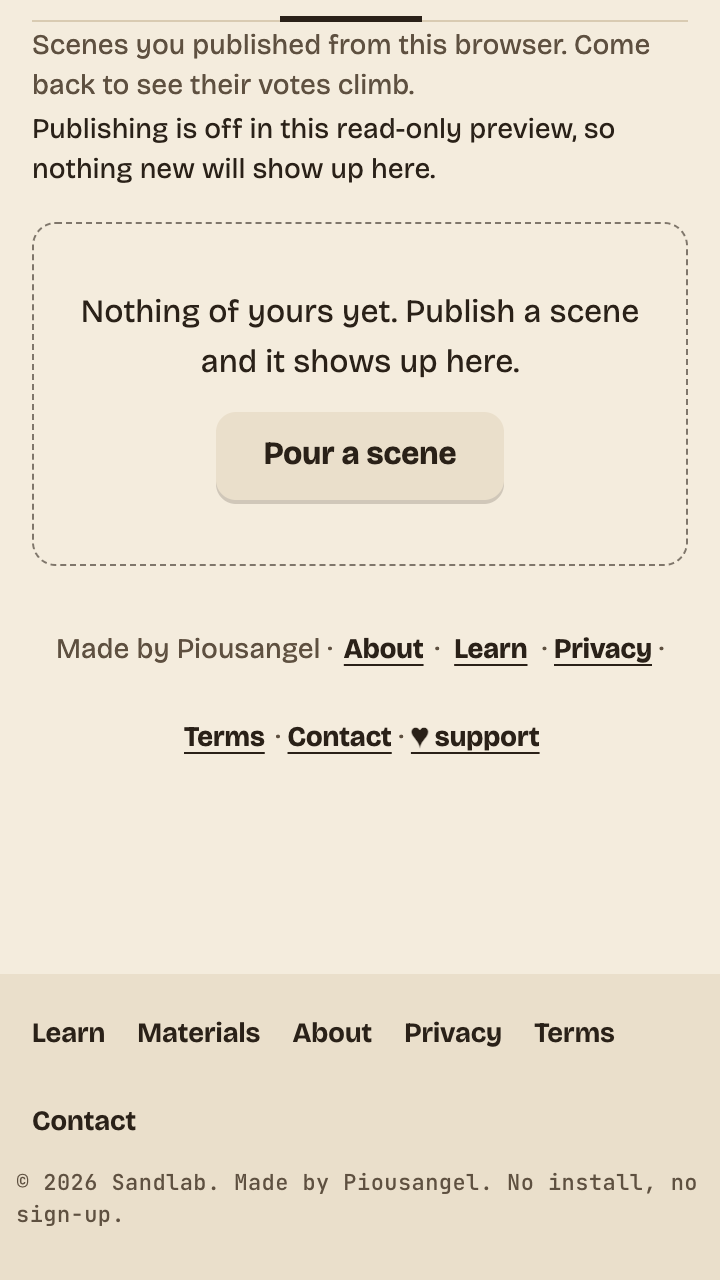 Scenes you published from this browser. Come
back to see their votes climb.
Publishing is off in this read-only preview, so
nothing new will show up here.
Nothing of yours yet. Publish a scene
and it shows up here.
Pour a scene
Made by Piousangel · About · Learn · Privacy ·
Terms · Contact · ♥ support
Learn Materials About Privacy Terms
Contact
© 2026 Sandlab. Made by Piousangel. No install, no
sign-up.